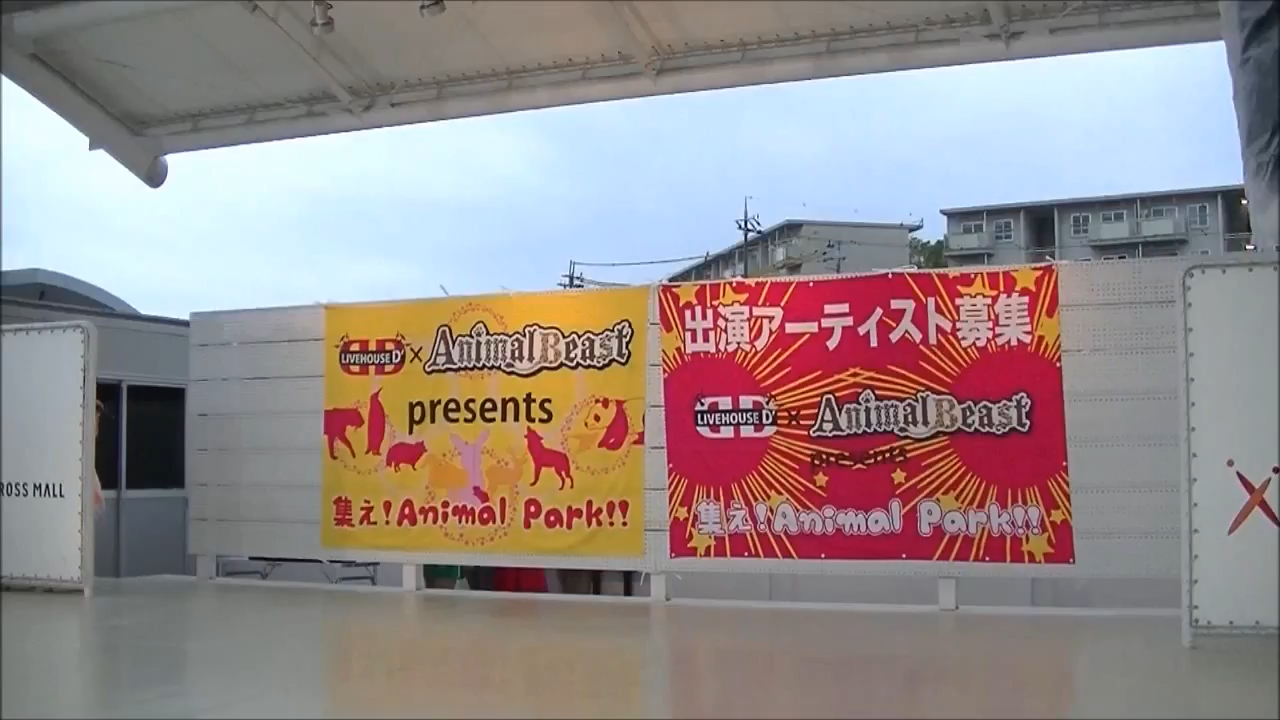 LIVEHOUSE D' × AnimalBeast
presents
集え!Animal Park!!
出演アーティスト募集
LIVEHOUSE D' × AnimalBeast
presents
集え!Animal Park!!
ROSS MALL